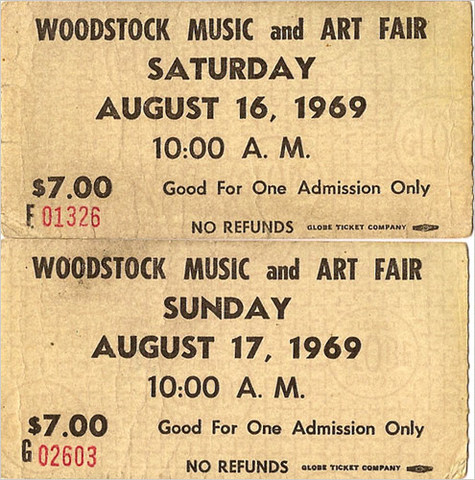 WOODSTOCK MUSIC and ART FAIR
SATURDAY
AUGUST 16, 1969
10:00 A. M.
$7.00 Good For One Admission Only
F 01326
NO REFUNDS GLOBE TICKET COMPANY
WOODSTOCK MUSIC and ART FAIR
SUNDAY
AUGUST 17, 1969
10:00 A. M.
$7.00 Good For One Admission Only
G 02603
NO REFUNDS GLOBE TICKET COMPANY